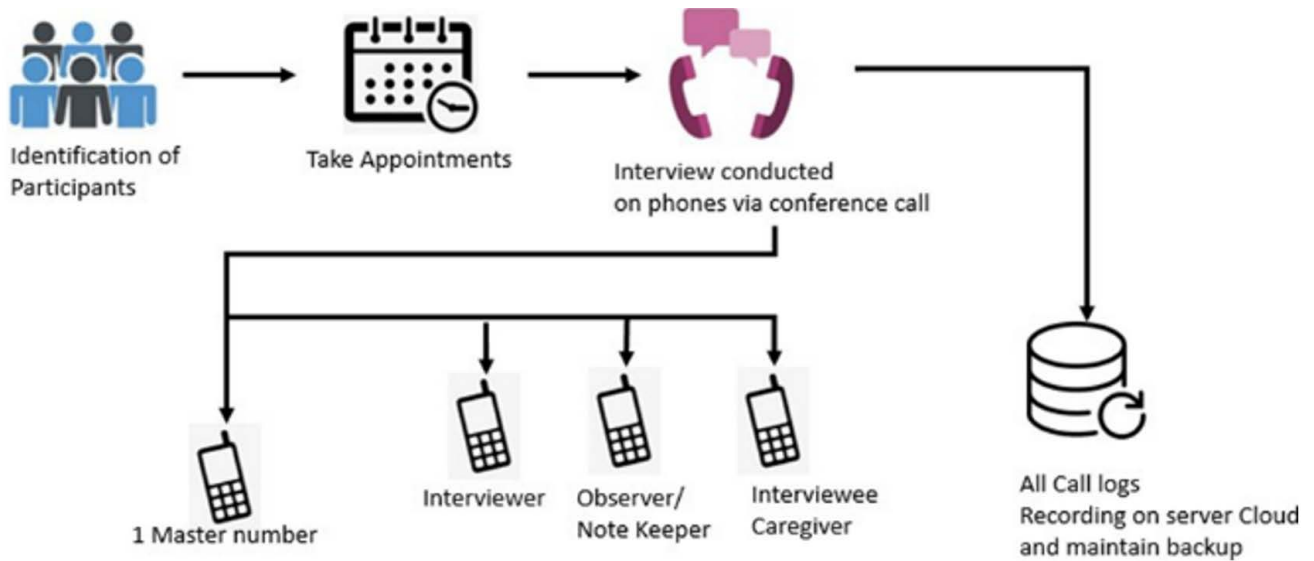 Identification of
Participants
Take Appointments
Interview conducted
on phones via conference call
1 Master number
Interviewer
Observer/
Note Keeper
Interviewee
Caregiver
All Call logs
Recording on server Cloud
and maintain backup